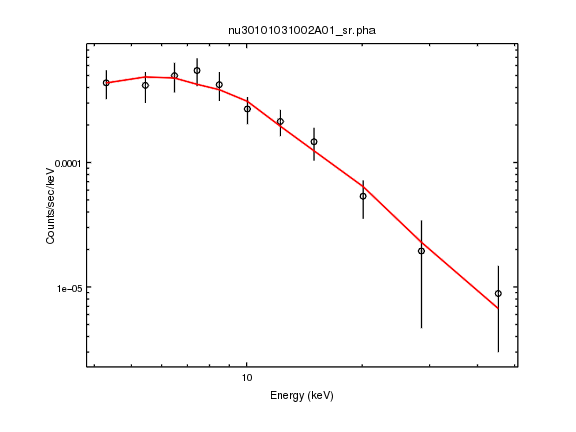 nu30101031002A01_sr.pha
Counts/sec/keV
0.0001
1e-05
10
Energy (keV)